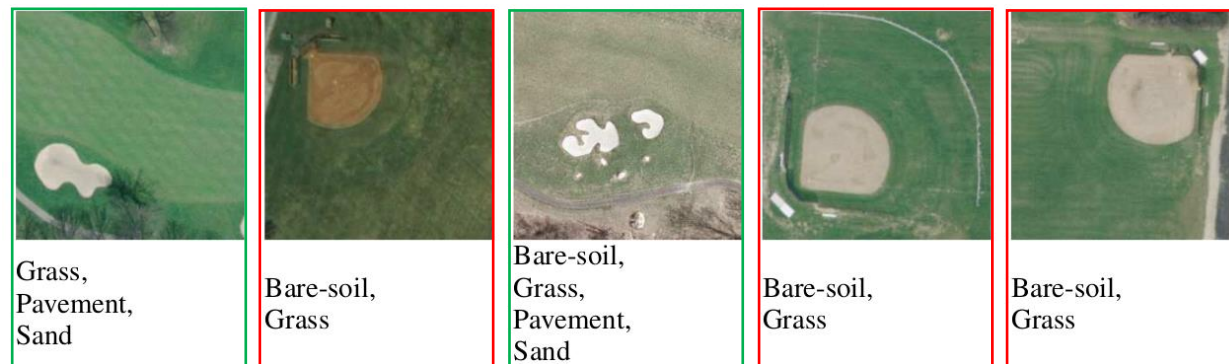 Grass,
Pavement,
Sand
Bare-soil,
Grass
Bare-soil,
Grass,
Pavement,
Sand
Bare-soil,
Grass
Bare-soil,
Grass